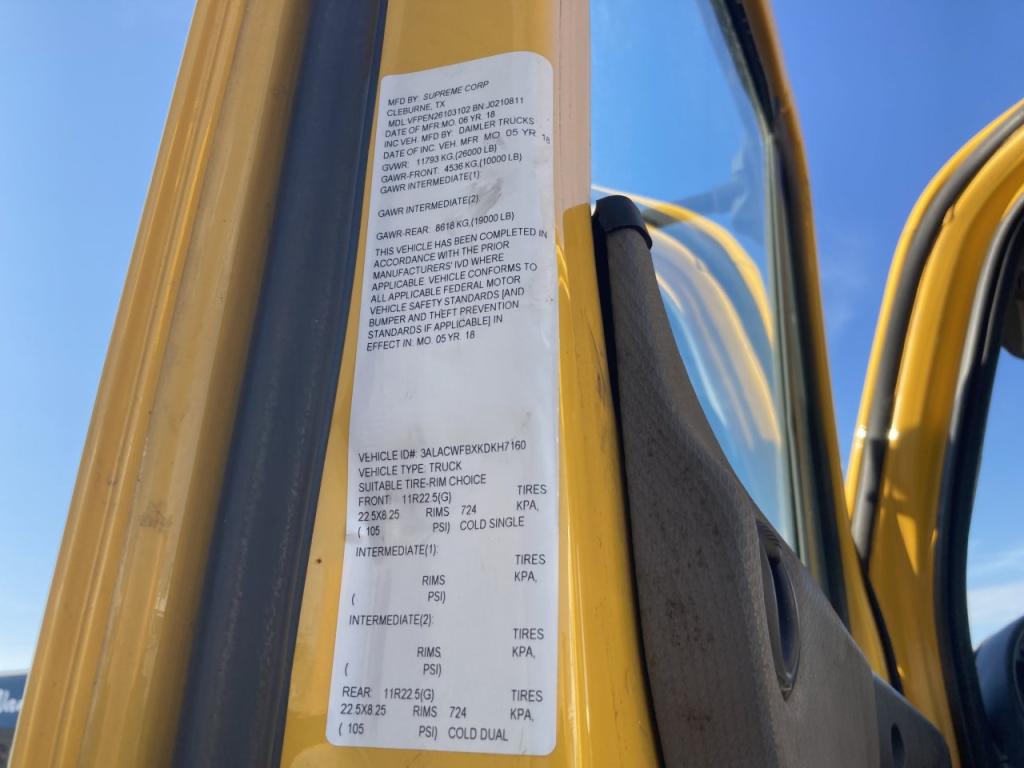 MFD BY: SUPREME CORP
CLEBURNE, TX
MDL VFPEN26103102 BN:J0210811
DATE OF MFR:MO. 06 YR. 18
INC VEH. MFD BY: DAIMLER TRUCKS
DATE OF INC. VEH. MFR MO. 05 YR 18
GVWR: 11793 KG.(26000 LB)
GAWR-FRONT: 4536 KG.(10000 LB)
GAWR INTERMEDIATE(1):
GAWR INTERMEDIATE(2):
GAWR-REAR: 8618 KG.(19000 LB)
THIS VEHICLE HAS BEEN COMPLETED IN
ACCORDANCE WITH THE PRIOR
MANUFACTURERS' IVD WHERE
APPLICABLE. VEHICLE CONFORMS TO
ALL APPLICABLE FEDERAL MOTOR
VEHICLE SAFETY STANDARDS [AND
BUMPER AND THEFT PREVENTION
STANDARDS IF APPLICABLE] IN
EFFECT IN: MO. 05 YR. 18
VEHICLE ID#: 3ALACWFBXKDKH7160
VEHICLE TYPE: TRUCK
SUITABLE TIRE-RIM CHOICE
FRONT: 11R22.5(G) TIRES
22.5X8.25 RIMS 724 KPA,
( 105 PSI) COLD SINGLE
INTERMEDIATE(1): TIRES
RIMS KPA,
( PSI)
INTERMEDIATE(2): TIRES
RIMS KPA,
( PSI)
REAR: 11R22.5(G) TIRES
22.5X8.25 RIMS 724 KPA,
( 105 PSI) COLD DUAL